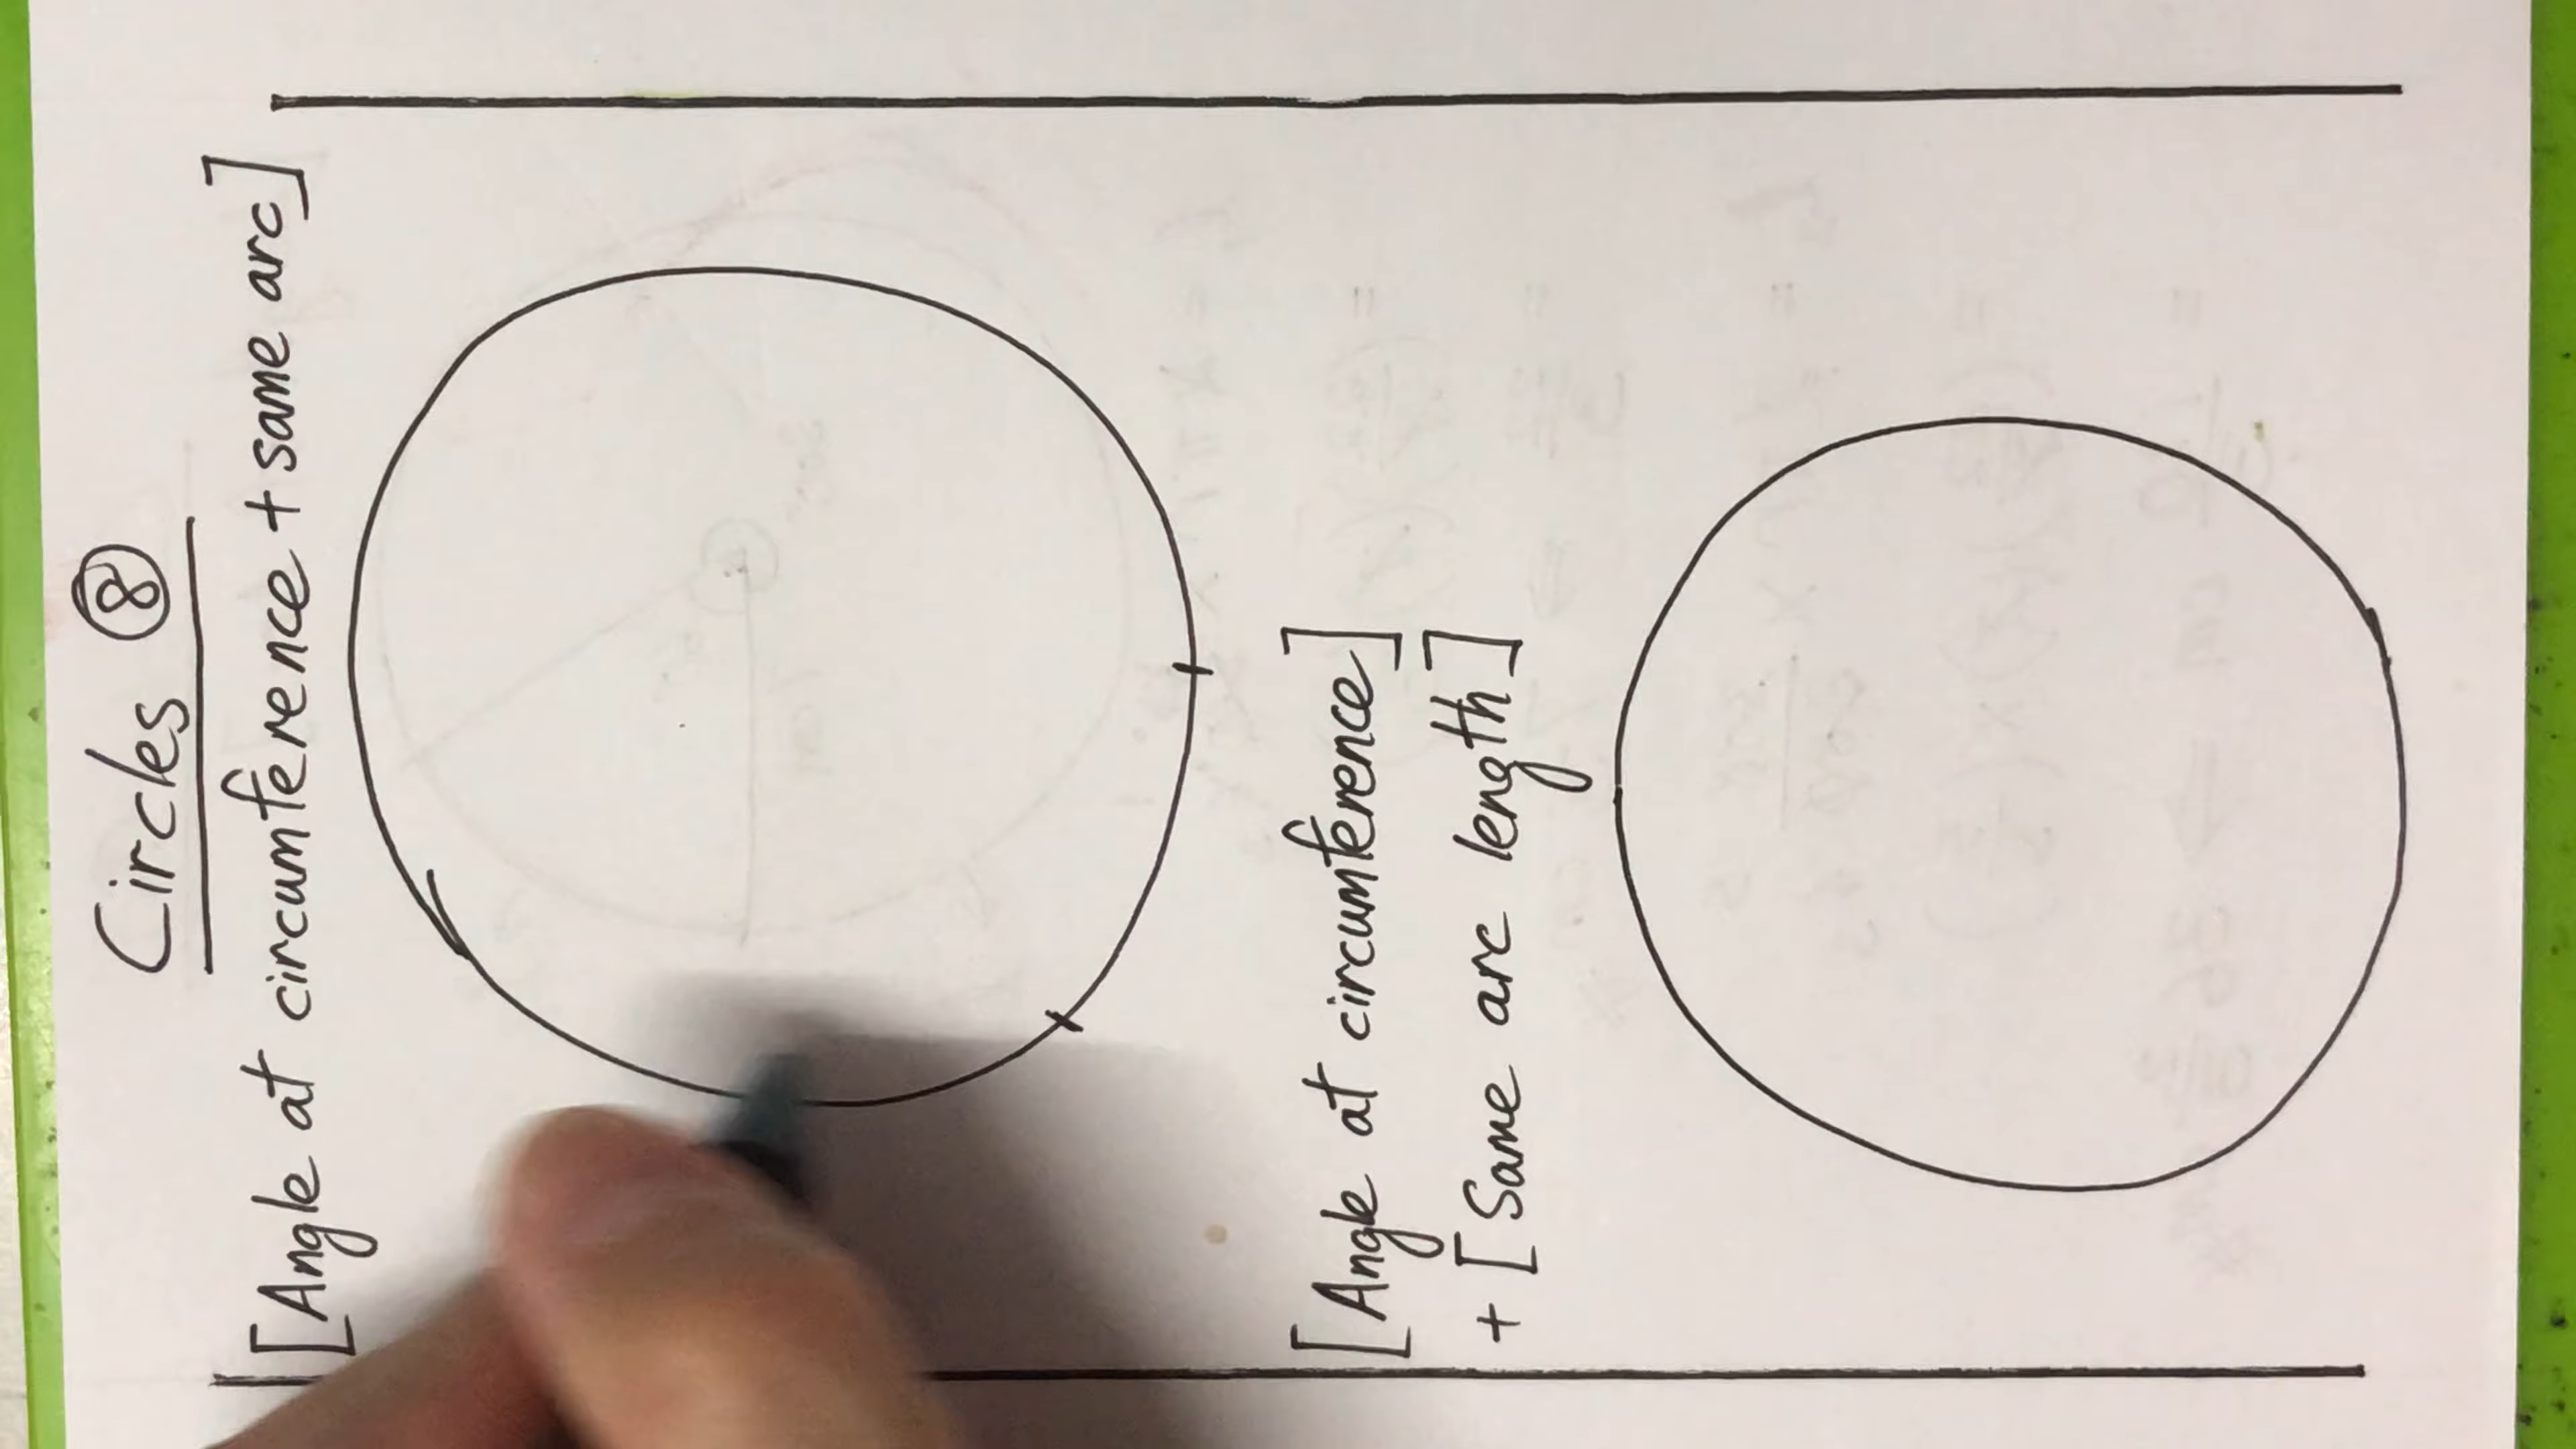 Circles ⑧
[Angle at circumference + same arc]
[Angle at circumference]
+ [Same arc length]